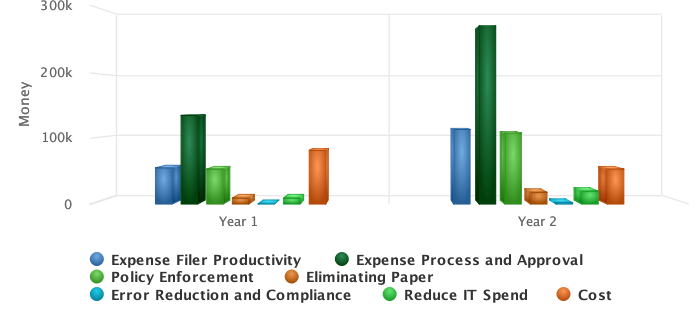 300k
200k
100k
0
Money
Year 1
Year 2
Expense Filer Productivity
Expense Process and Approval
Policy Enforcement
Eliminating Paper
Error Reduction and Compliance
Reduce IT Spend
Cost